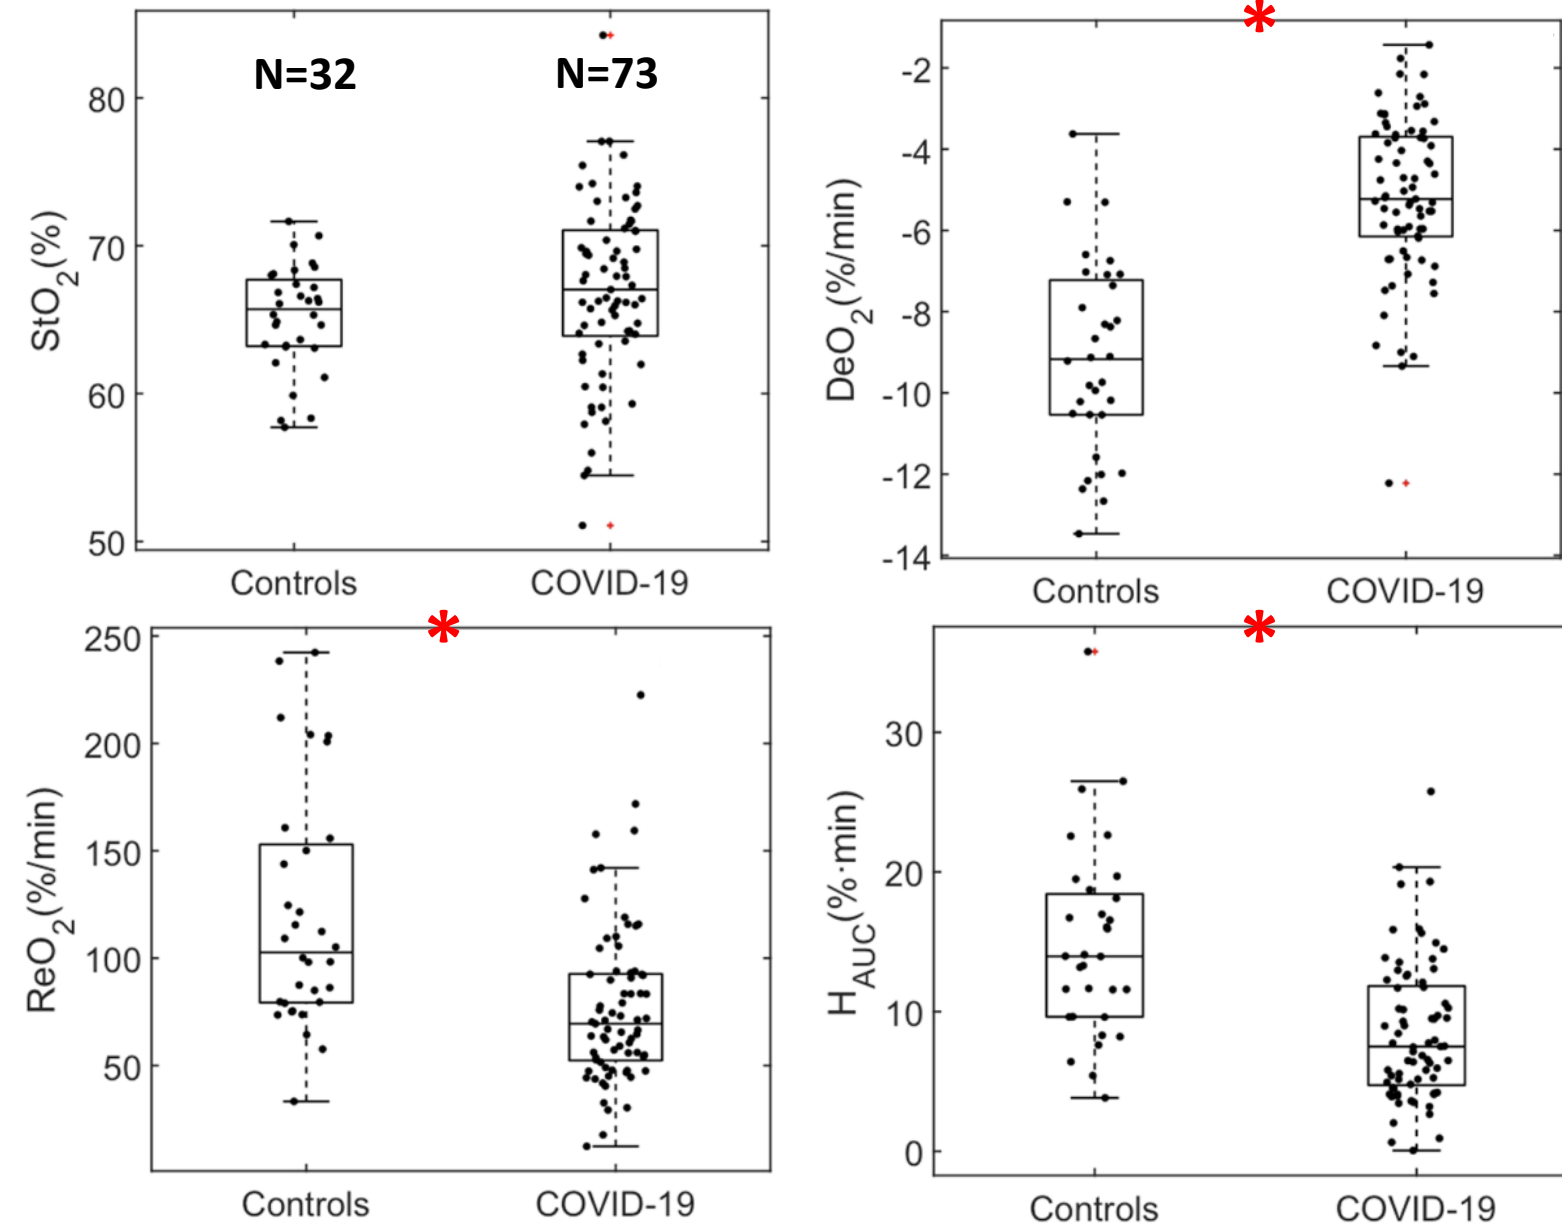 StO2(%)
80
70
60
50
N=32
N=73
Controls
COVID-19
*
DeO2(%/min)
-2
-4
-6
-8
-10
-12
-14
Controls
COVID-19
*
ReO2(%/min)
250
200
150
100
50
Controls
COVID-19
*
HAUC(%·min)
30
20
10
0
Controls
COVID-19